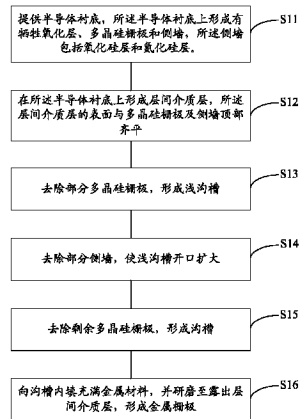 提供半导体衬底，所述半导体衬底上形成有
牺牲氧化层、多晶硅栅极和侧墙，所述侧墙
包括氧化硅层和氮化硅层。
S11
在所述半导体衬底上形成层间介质层，所述
层间介质层的表面与多晶硅栅极及侧墙顶部
齐平
S12
去除部分多晶硅栅极，形成浅沟槽
S13
去除部分侧墙，使浅沟槽开口扩大
S14
去除剩余多晶硅栅极，形成沟槽
S15
向沟槽内填充满金属材料，并研磨至露出层
间介质层，形成金属栅极
S16